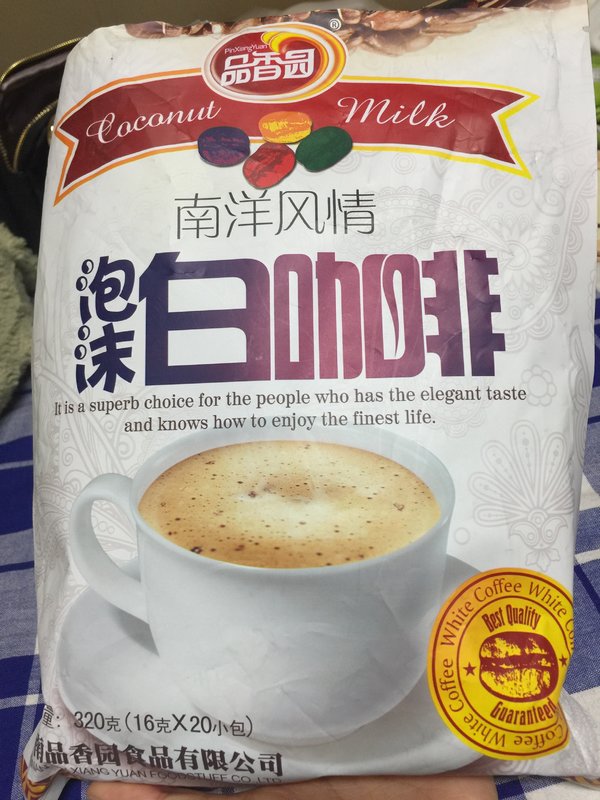 ®
PinXiangYuan
品香园
Coconut Milk
南洋风情
泡沫白咖啡
It is a superb choice for the people who has the elegant taste
and knows how to enjoy the finest life.
White Coffee White
Best Quality
Guaranteed
White Coffee
Coffee White
量: 320克(16克X20小包)
品香园食品有限公司
XIANG YUAN FOODSTUFF CO.,LTD